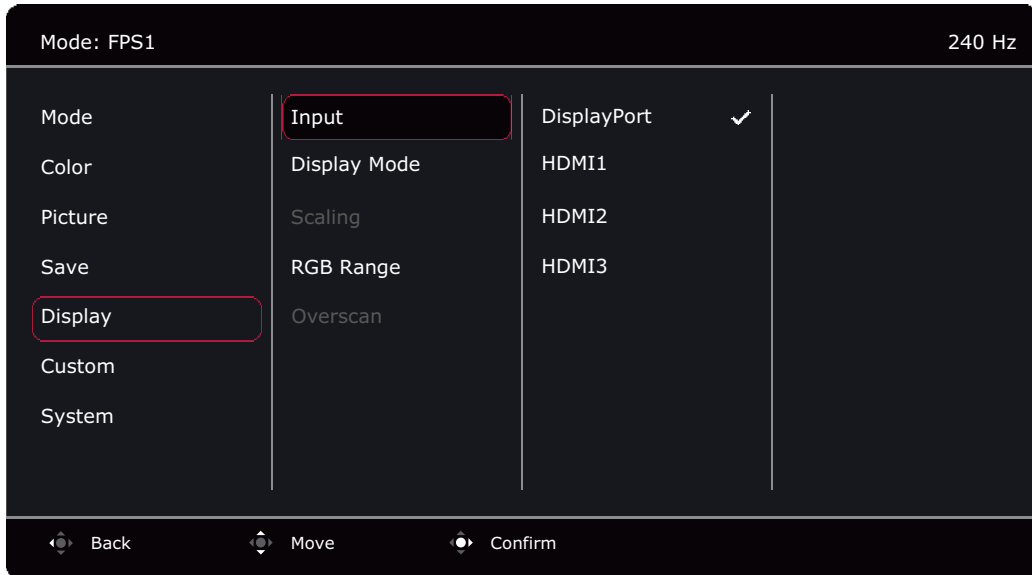 Mode: FPS1 240 Hz
Mode Input DisplayPort
Color Display Mode HDMI1
Picture Scaling HDMI2
Save RGB Range HDMI3
Display Overscan
Custom
System
Back Move Confirm